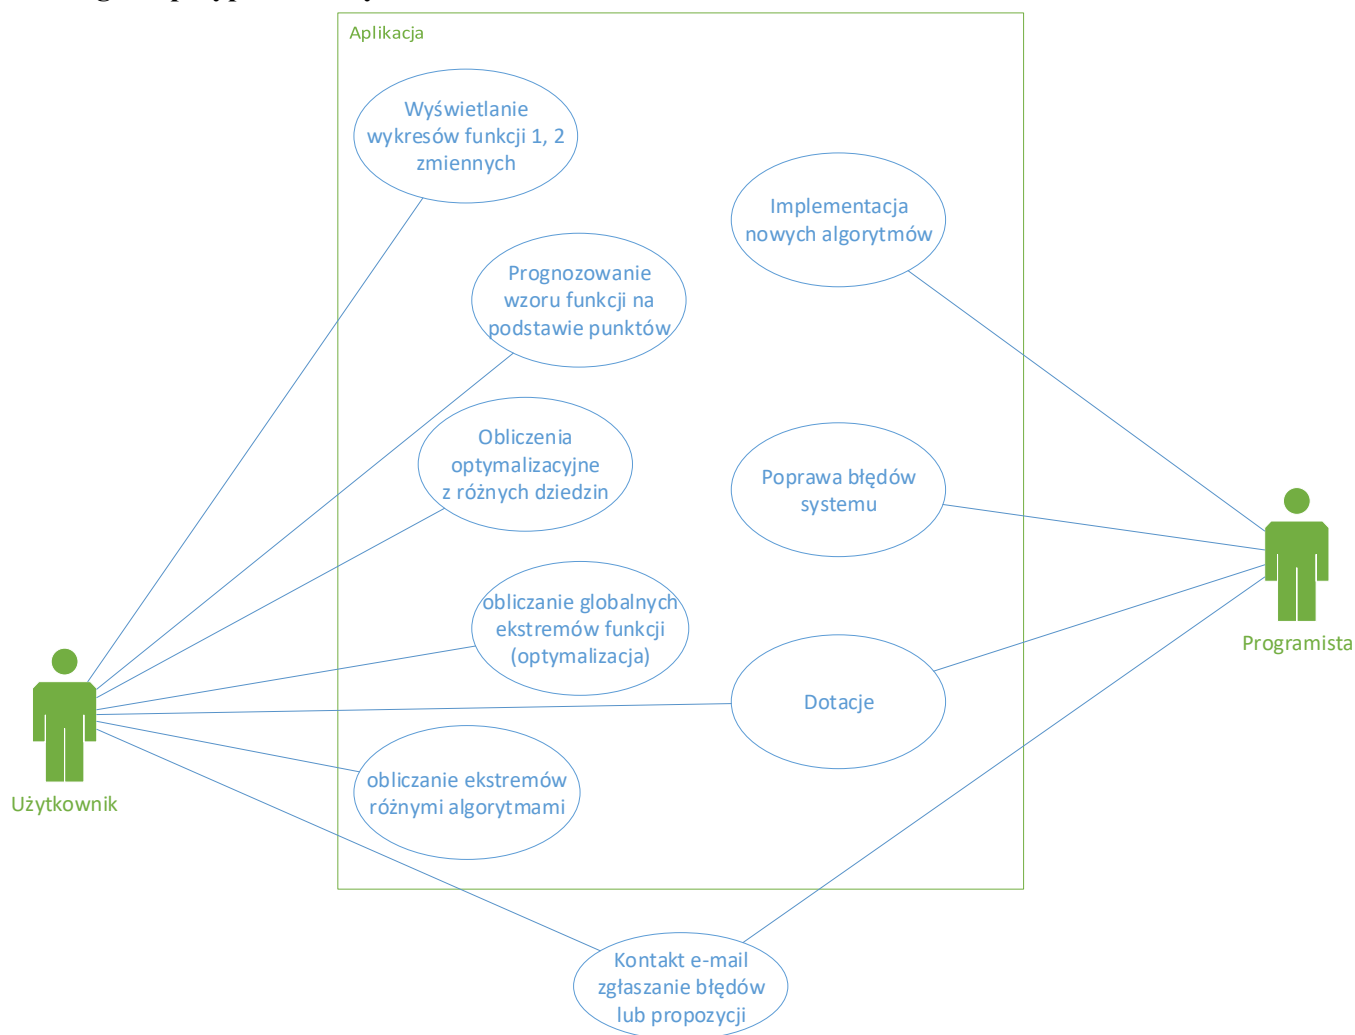 Aplikacja
Wyświetlanie
wykresów funkcji 1, 2
zmiennych
Implementacja
nowych algorytmów
Prognozowanie
wzoru funkcji na
podstawie punktów
Obliczenia
optymalizacyjne
z różnych dziedzin
Poprawa błędów
systemu
obliczanie globalnych
ekstremów funkcji
(optymalizacja)
Programista
Dotacje
obliczanie ekstremów
różnymi algorytmami
Użytkownik
Kontakt e-mail
zgłaszanie błędów
lub propozycji